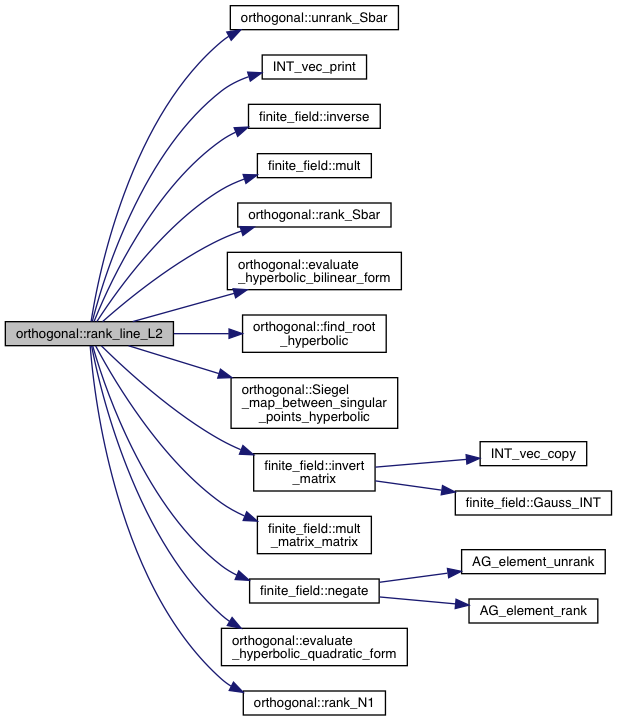 orthogonal::unrank_Sbar
INT_vec_print
finite_field::inverse
finite_field::mult
orthogonal::rank_Sbar
orthogonal::evaluate
_hyperbolic_bilinear_form
orthogonal::rank_line_L2
orthogonal::find_root
_hyperbolic
orthogonal::Siegel
_map_between_singular
_points_hyperbolic
finite_field::invert
_matrix
INT_vec_copy
finite_field::Gauss_INT
finite_field::mult
_matrix_matrix
finite_field::negate
AG_element_unrank
AG_element_rank
orthogonal::evaluate
_hyperbolic_quadratic_form
orthogonal::rank_N1